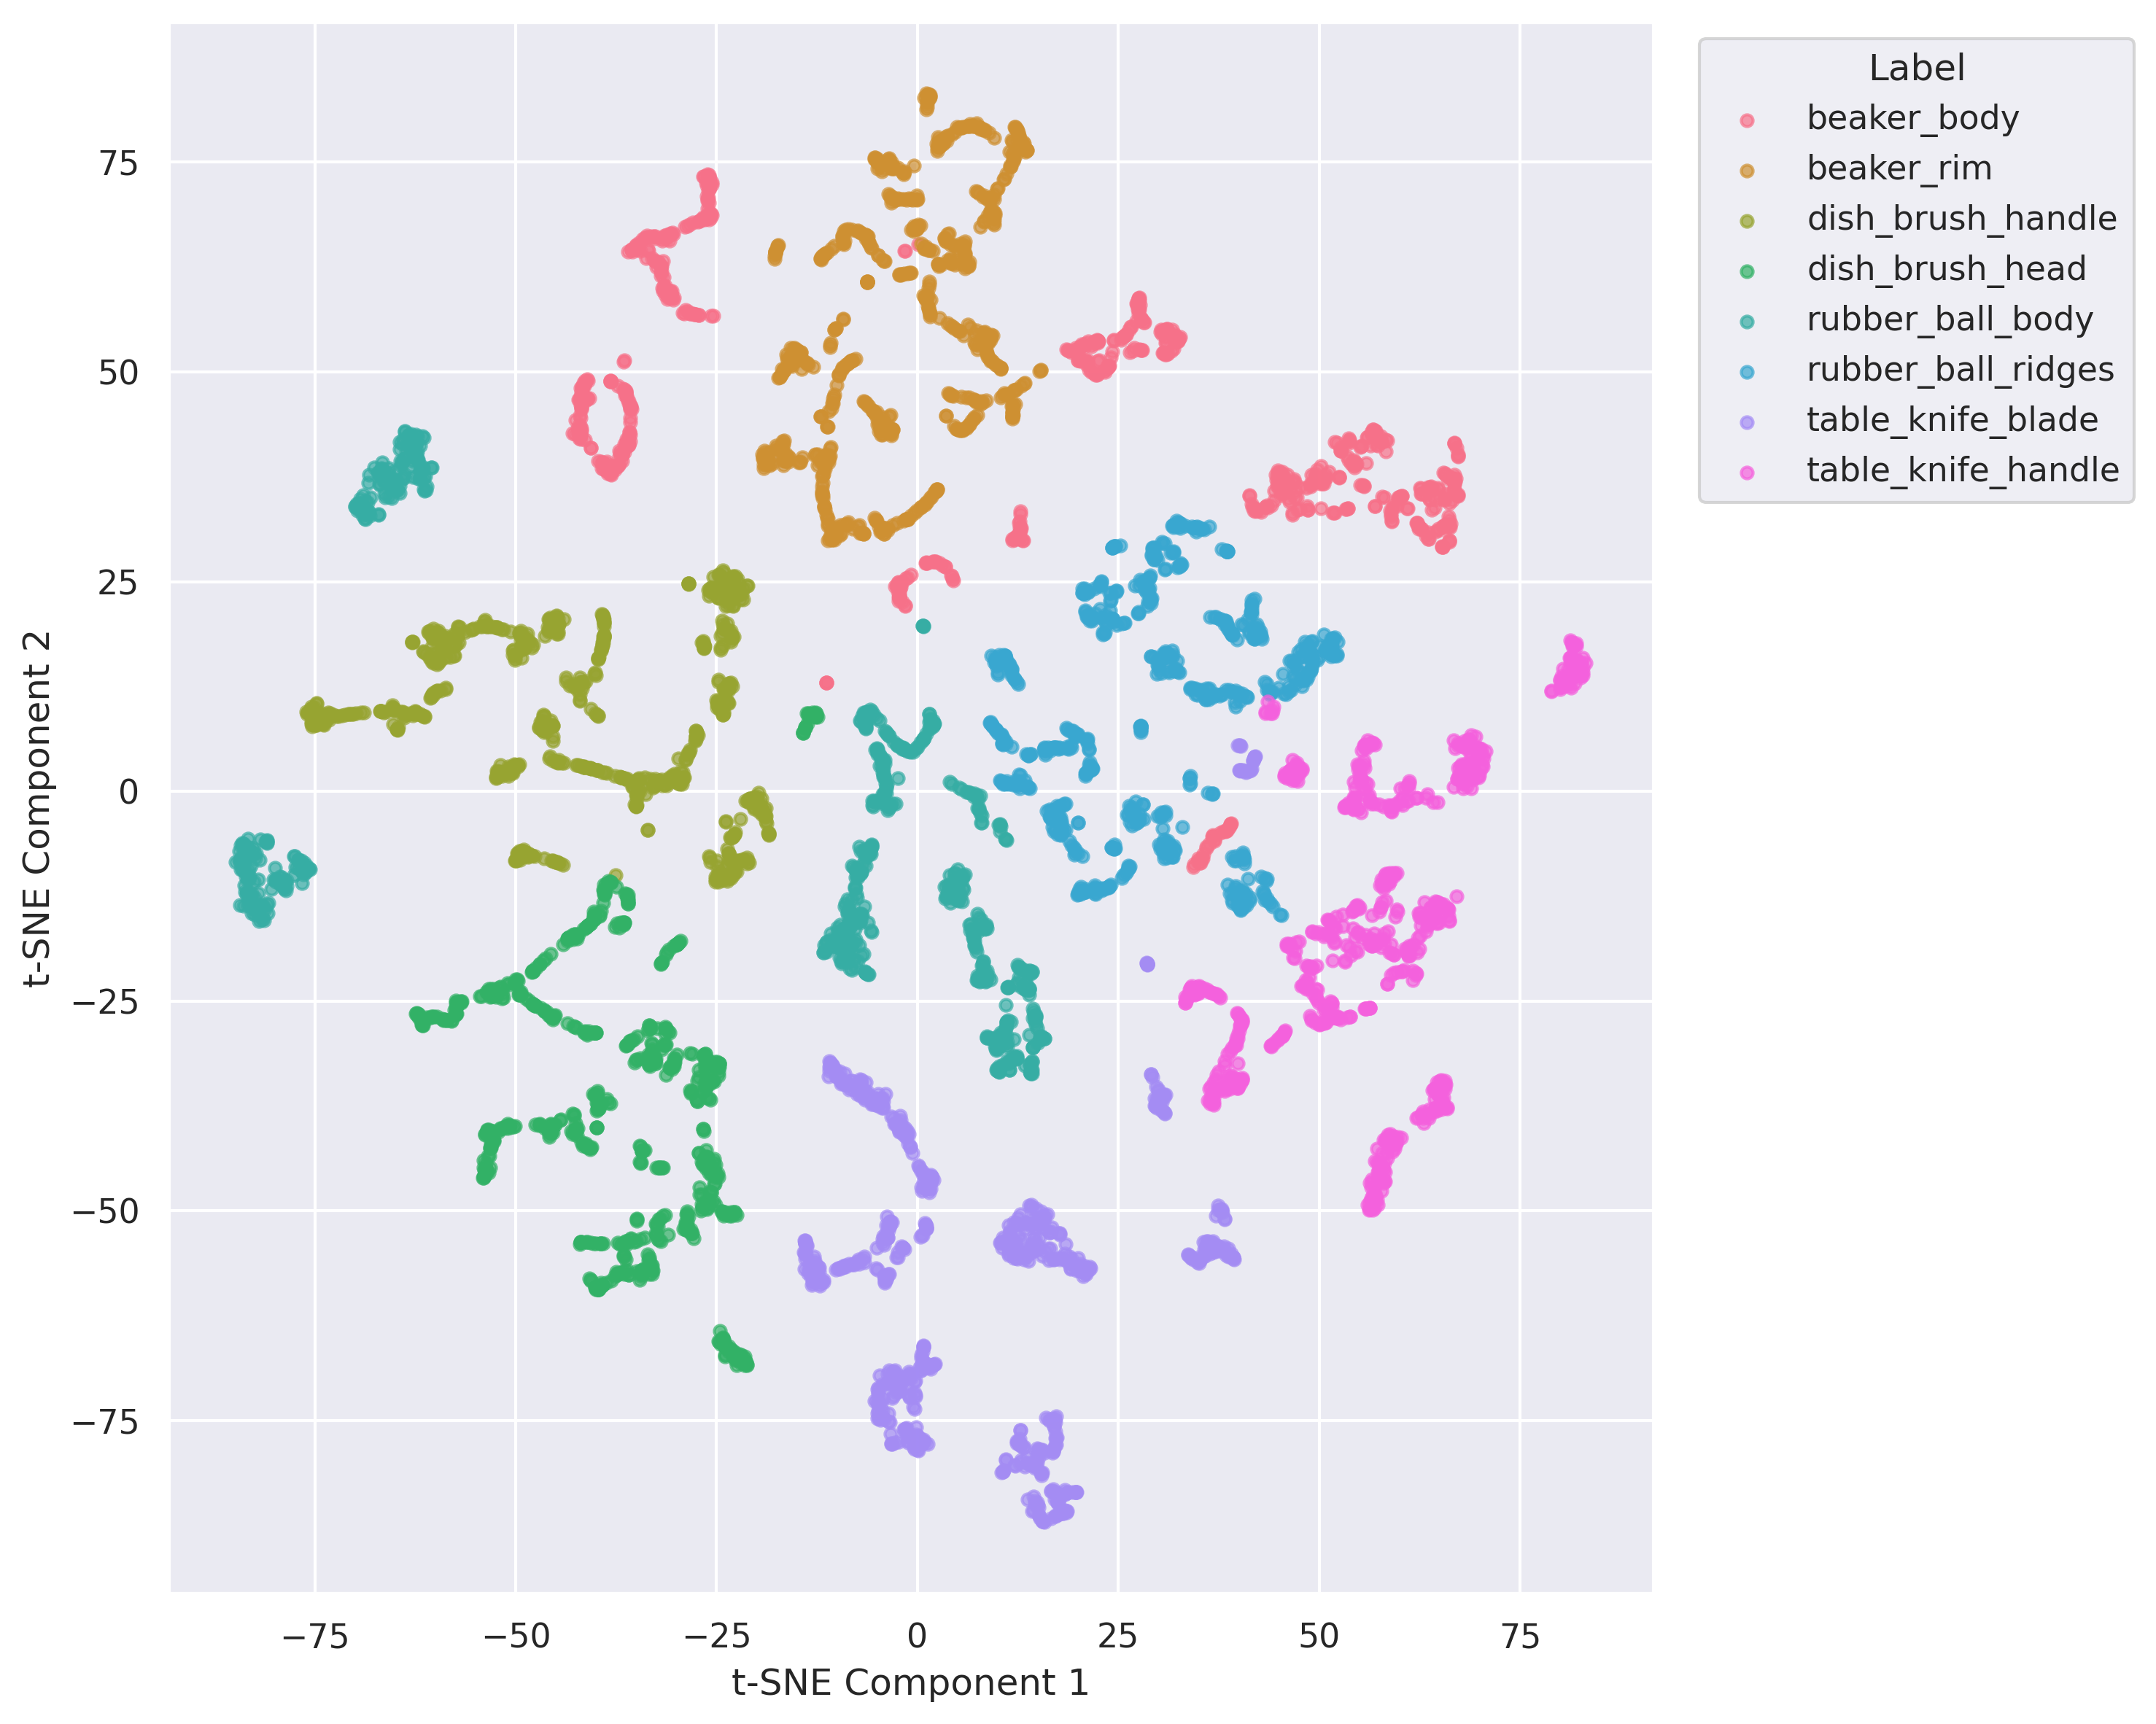 Label
beaker_body
beaker_rim
dish_brush_handle
dish_brush_head
rubber_ball_body
rubber_ball_ridges
table_knife_blade
table_knife_handle
75
50
25
0
−25
−50
−75
t-SNE Component 2
−75 −50 −25 0 25 50 75
t-SNE Component 1